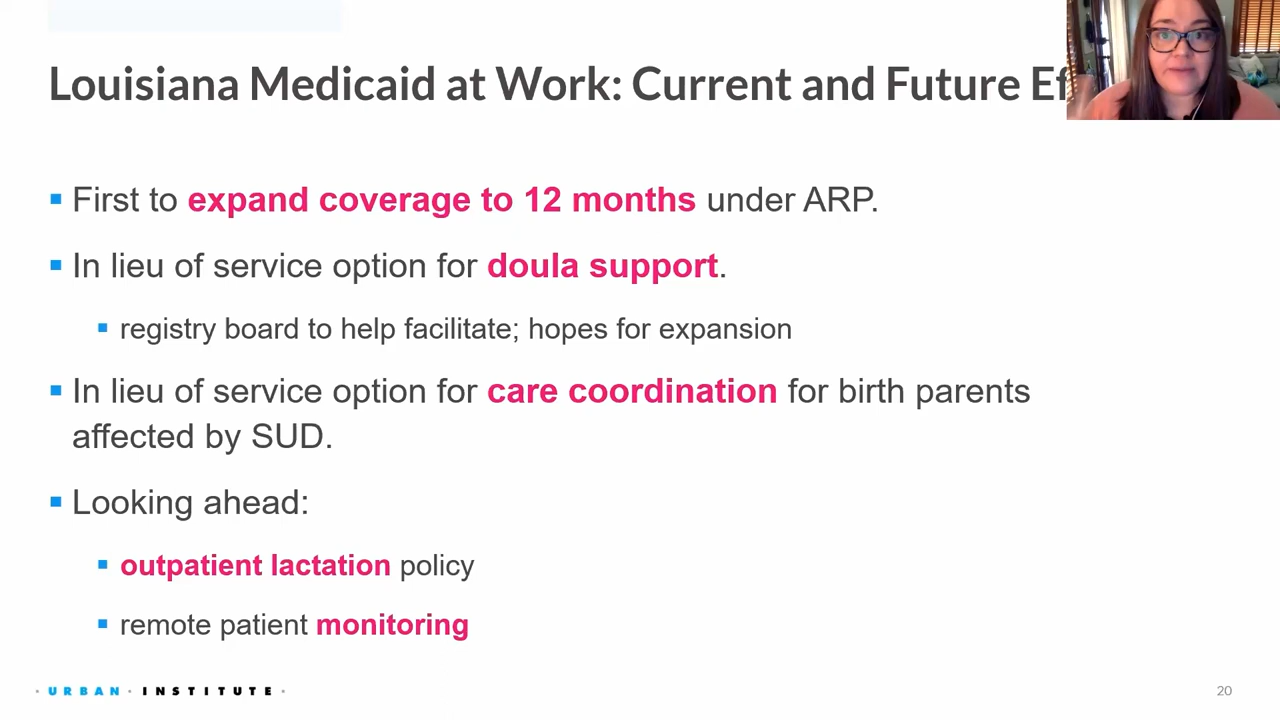 Louisiana Medicaid at Work: Current and Future
First to expand coverage to 12 months under ARP.
In lieu of service option for doula support.
registry board to help facilitate; hopes for expansion
In lieu of service option for care coordination for birth parents
affected by SUD.
Looking ahead:
outpatient lactation policy
remote patient monitoring
· URBAN · INSTITUTE ·
20